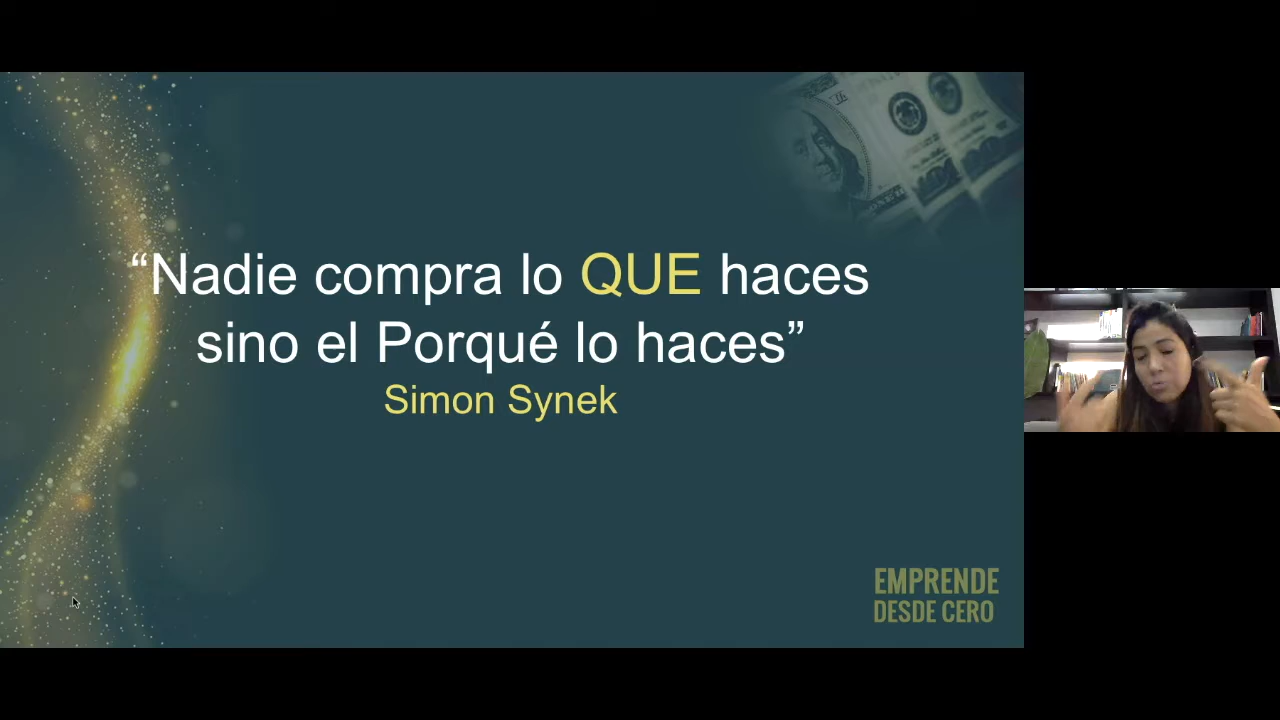 “Nadie compra lo QUE haces
sino el Porqué lo haces”
Simon Synek
EMPRENDE
DESDE CERO